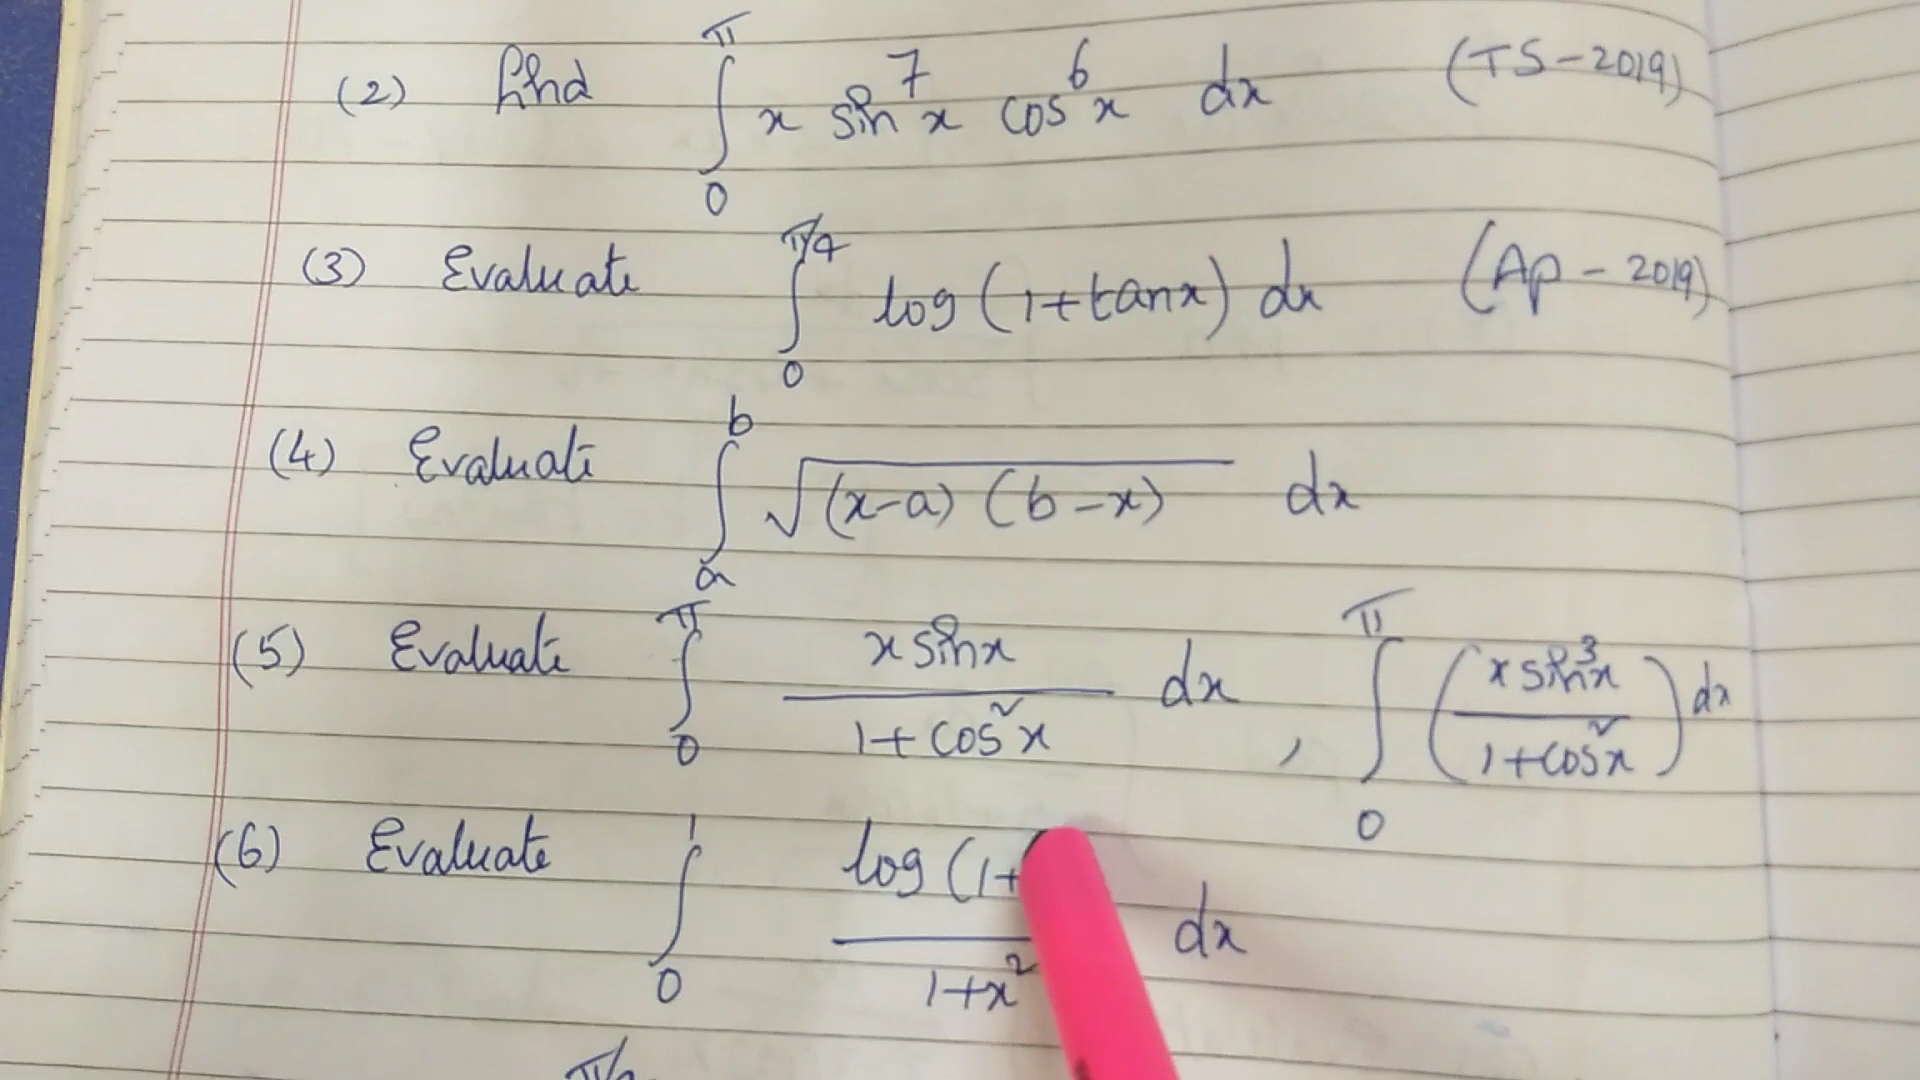 (2) find ∫₀^π x sin⁷x cos⁶x dx (TS-2019)
(3) Evaluate ∫₀^π/4 log(1+tanx) dx (AP-2019)
(4) Evaluate ∫ₐ^b √(x-a)(b-x) dx
(5) Evaluate ∫₀^π x sinx / 1+cos²x dx , ∫₀^π (x sin³x / 1+cos²x) dx
(6) Evaluate ∫₀^1 log(1+ / 1+x² dx